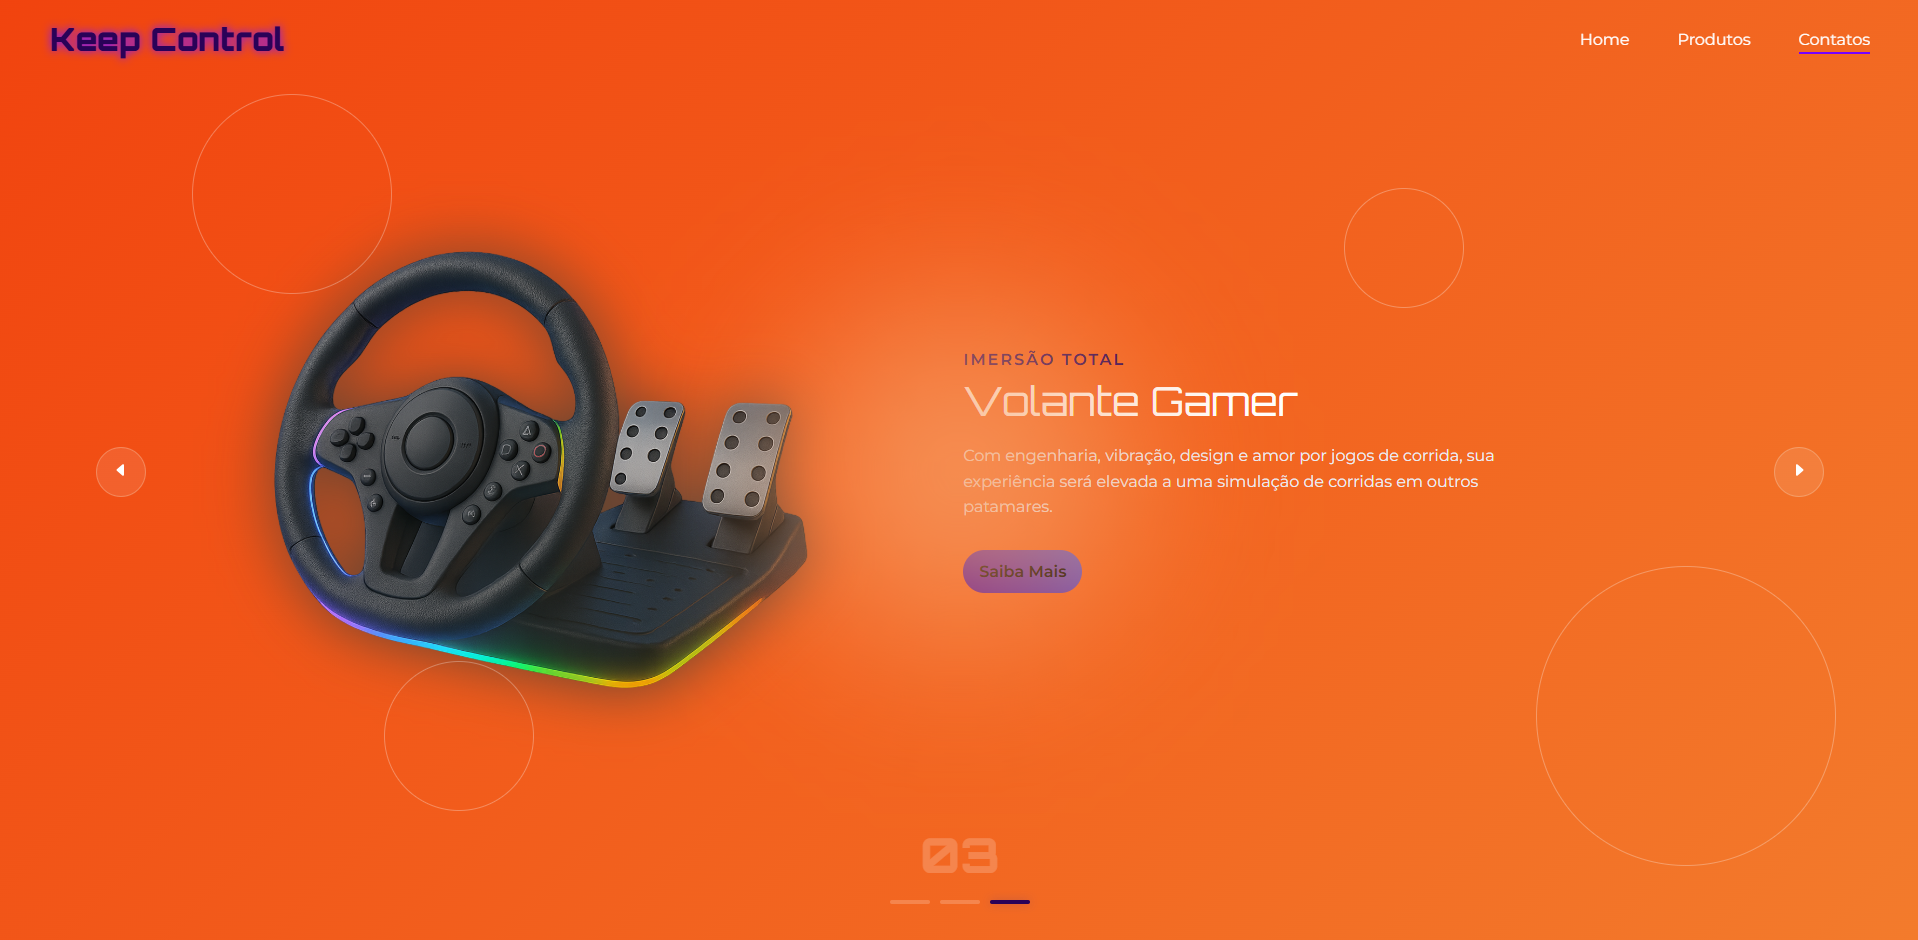 Keep Control
Home
Produtos
Contatos
IMERSÃO TOTAL
Volante Gamer
Com engenharia, vibração, design e amor por jogos de corrida, sua
experiência será elevada a uma simulação de corridas em outros
patamares.
Saiba Mais
03